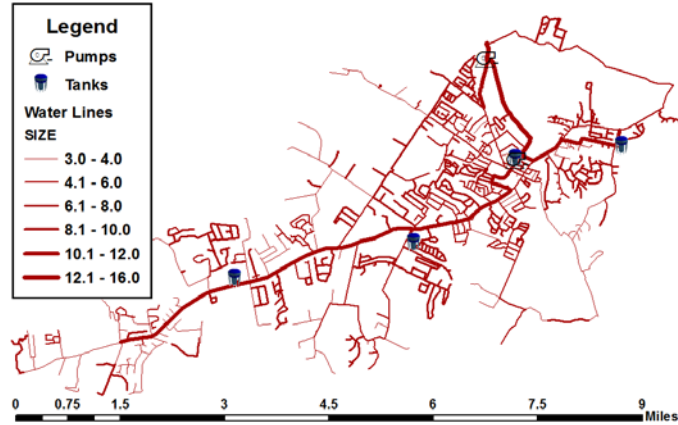 Legend
Pumps
Tanks
Water Lines
SIZE
3.0 - 4.0
4.1 - 6.0
6.1 - 8.0
8.1 - 10.0
10.1 - 12.0
12.1 - 16.0
0 0.75 1.5 3 4.5 6 7.5 9
Miles